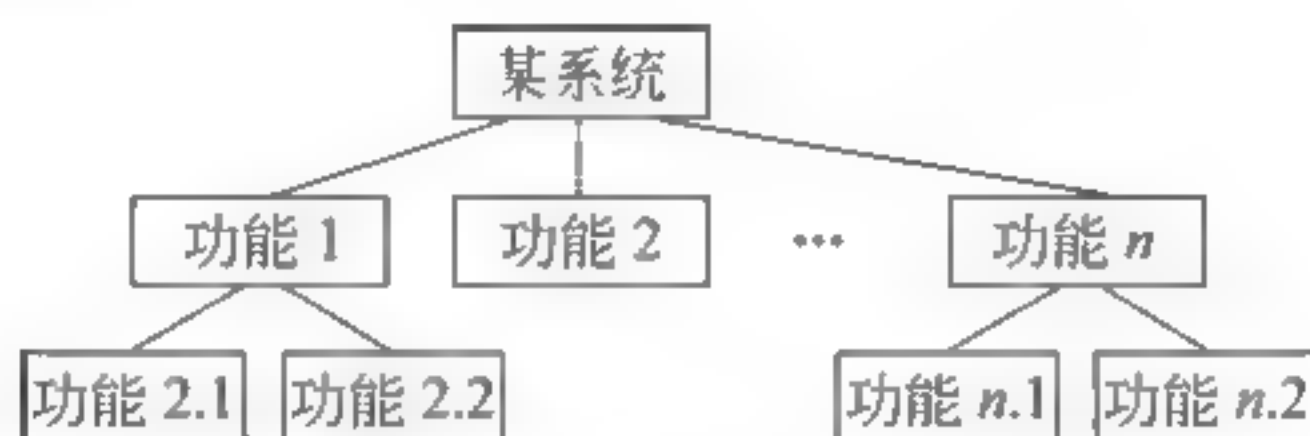 某系统
功能 1 功能 2 ... 功能 n
功能 2.1 功能 2.2 功能 n.1 功能 n.2